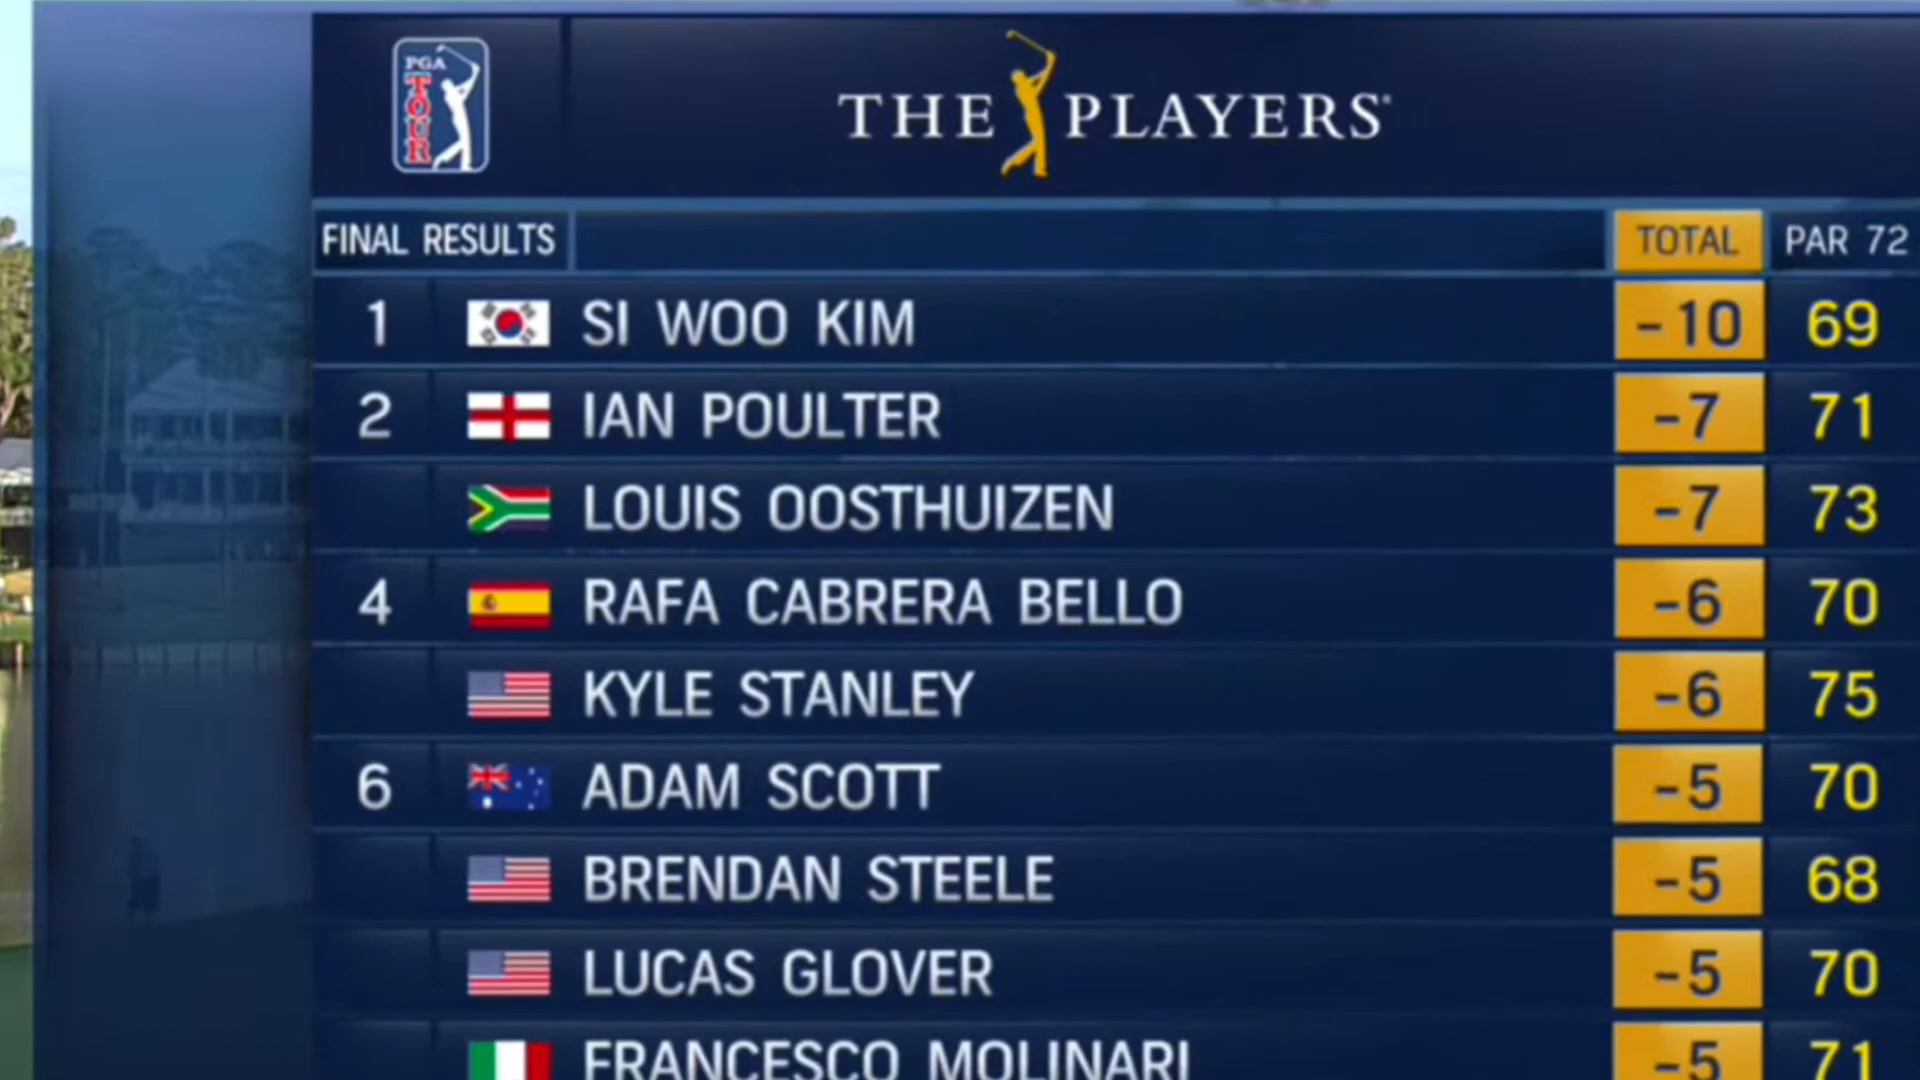 PGA TOUR
THE PLAYERS
FINAL RESULTS TOTAL PAR 72
1 SI WOO KIM -10 69
2 IAN POULTER -7 71
LOUIS OOSTHUIZEN -7 73
4 RAFA CABRERA BELLO -6 70
KYLE STANLEY -6 75
6 ADAM SCOTT -5 70
BRENDAN STEELE -5 68
LUCAS GLOVER -5 70
FRANCESCO MOLINARI -5 71